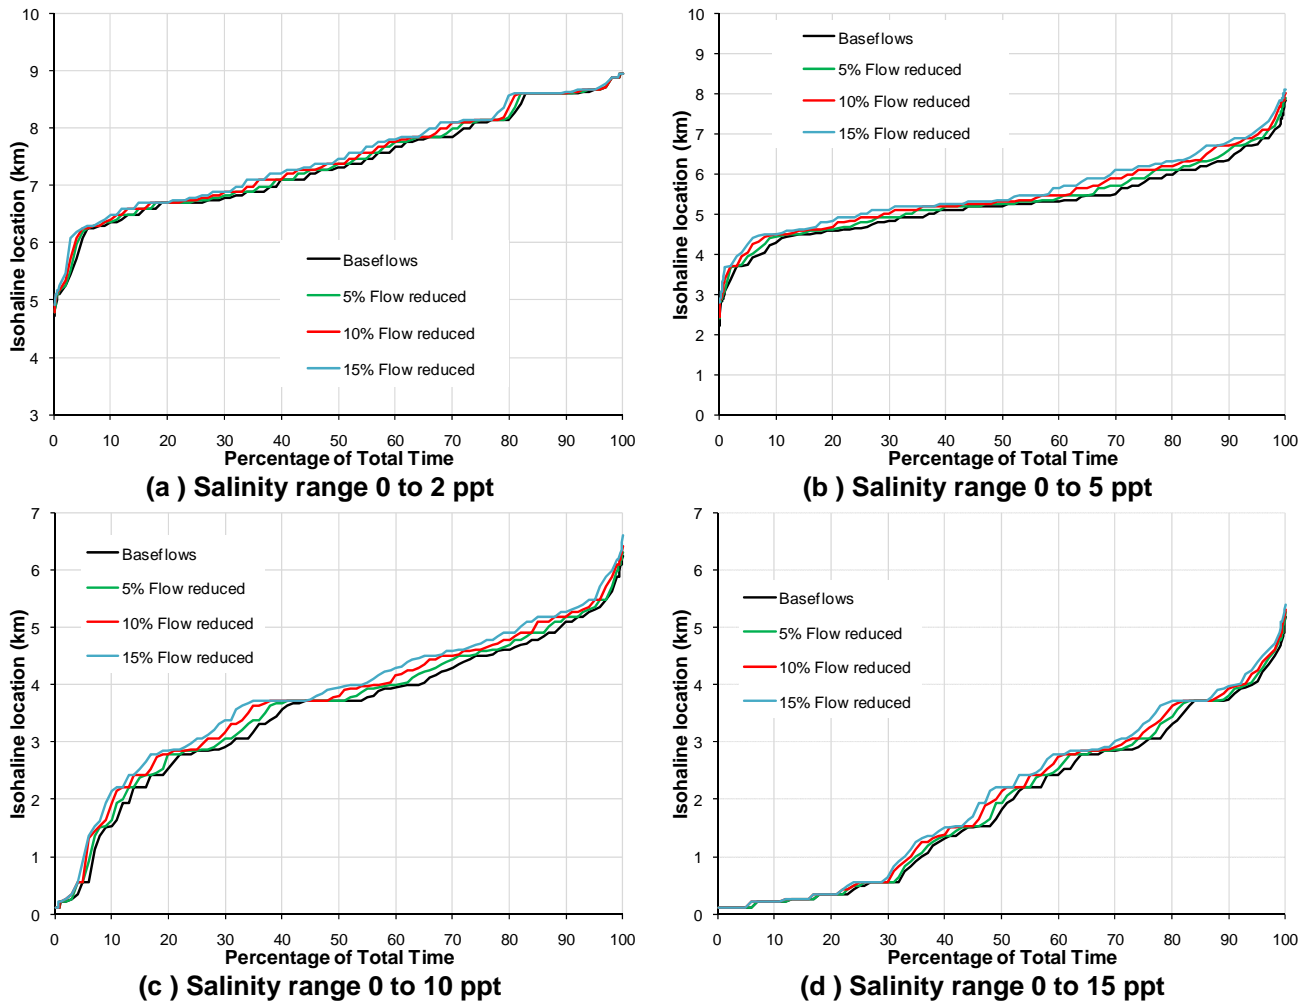 10
9
8
7
6
5
4
3
0 10 20 30 40 50 60 70 80 90 100
Isohaline location (km)
Percentage of Total Time
Baseflows
5% Flow reduced
10% Flow reduced
15% Flow reduced
(a ) Salinity range 0 to 2 ppt
10
9
8
7
6
5
4
3
2
1
0
0 10 20 30 40 50 60 70 80 90 100
Isohaline location (km)
Percentage of Total Time
Baseflows
5% Flow reduced
10% Flow reduced
15% Flow reduced
(b ) Salinity range 0 to 5 ppt
7
6
5
4
3
2
1
0
0 10 20 30 40 50 60 70 80 90 100
Isohaline location (km)
Percentage of Total Time
Baseflows
5% Flow reduced
10% Flow reduced
15% Flow reduced
(c ) Salinity range 0 to 10 ppt
7
6
5
4
3
2
1
0
0 10 20 30 40 50 60 70 80 90 100
Isohaline location (km)
Percentage of Total Time
Baseflows
5% Flow reduced
10% Flow reduced
15% Flow reduced
(d ) Salinity range 0 to 15 ppt